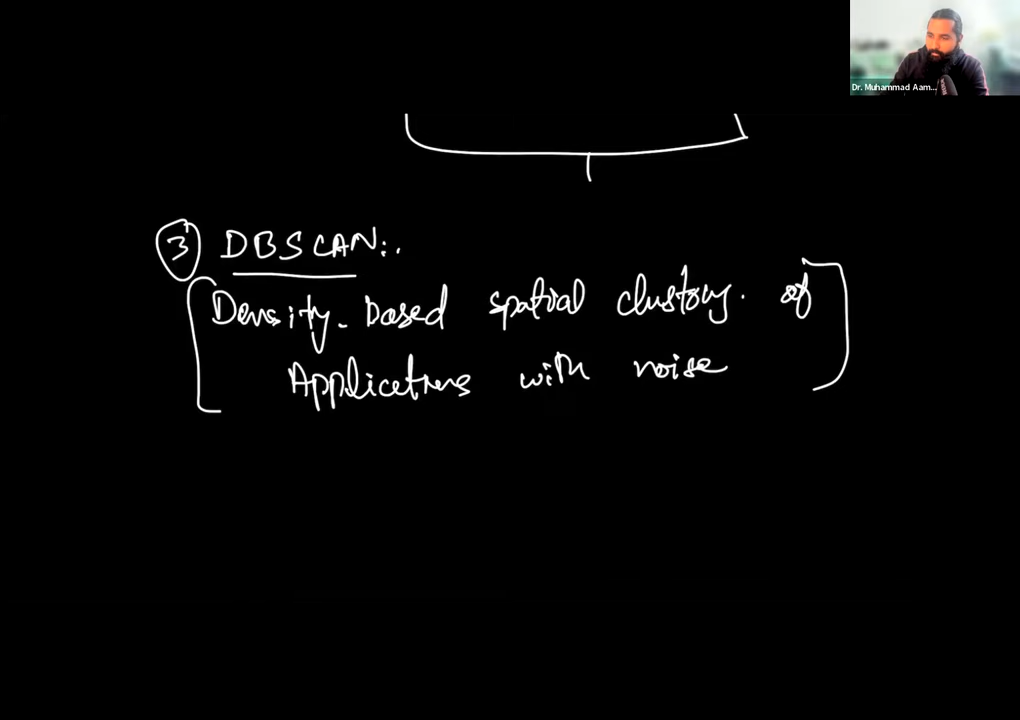 Dr. Muhammad Aam...
3 DBSCAN:.
Density-based spatial clustering. of
Applications with noise